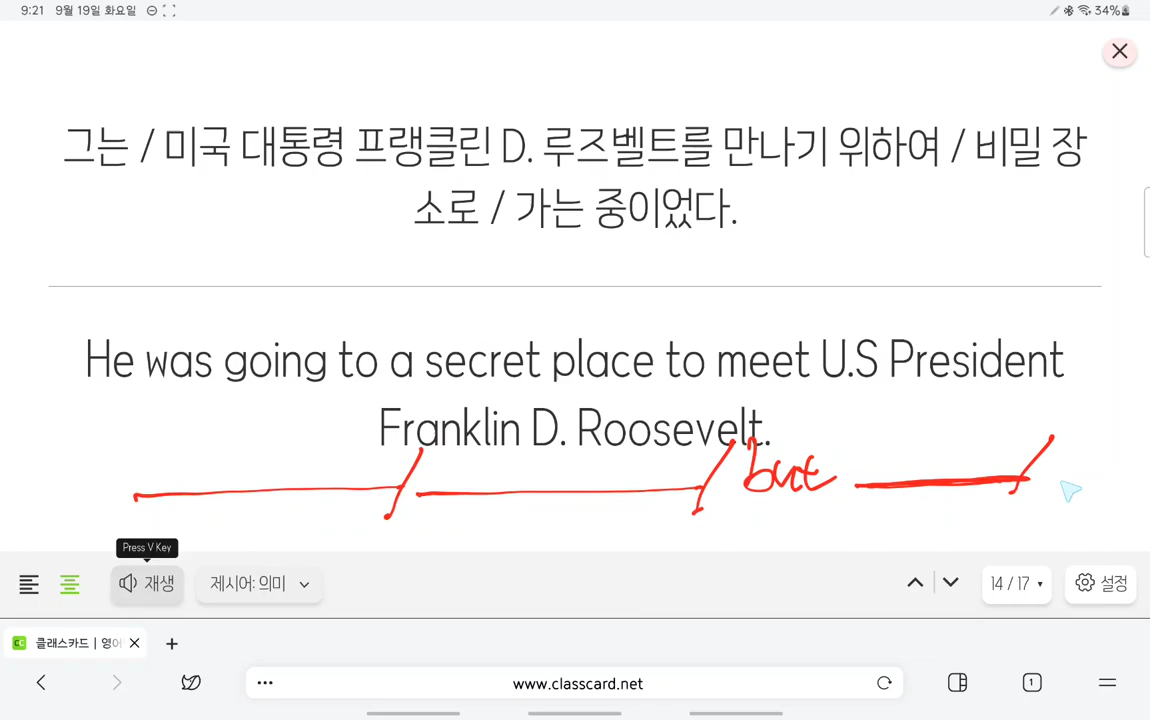 9:21 9월 19일 화요일 34%
그는 / 미국 대통령 프랭클린 D. 루즈벨트를 만나기 위하여 / 비밀 장
소로 / 가는 중이었다.
He was going to a secret place to meet U.S President
Franklin D. Roosevelt.
but
Press V Key
재생 제시어: 의미 14 / 17 설정
클래스카드 | 영어
www.classcard.net 1